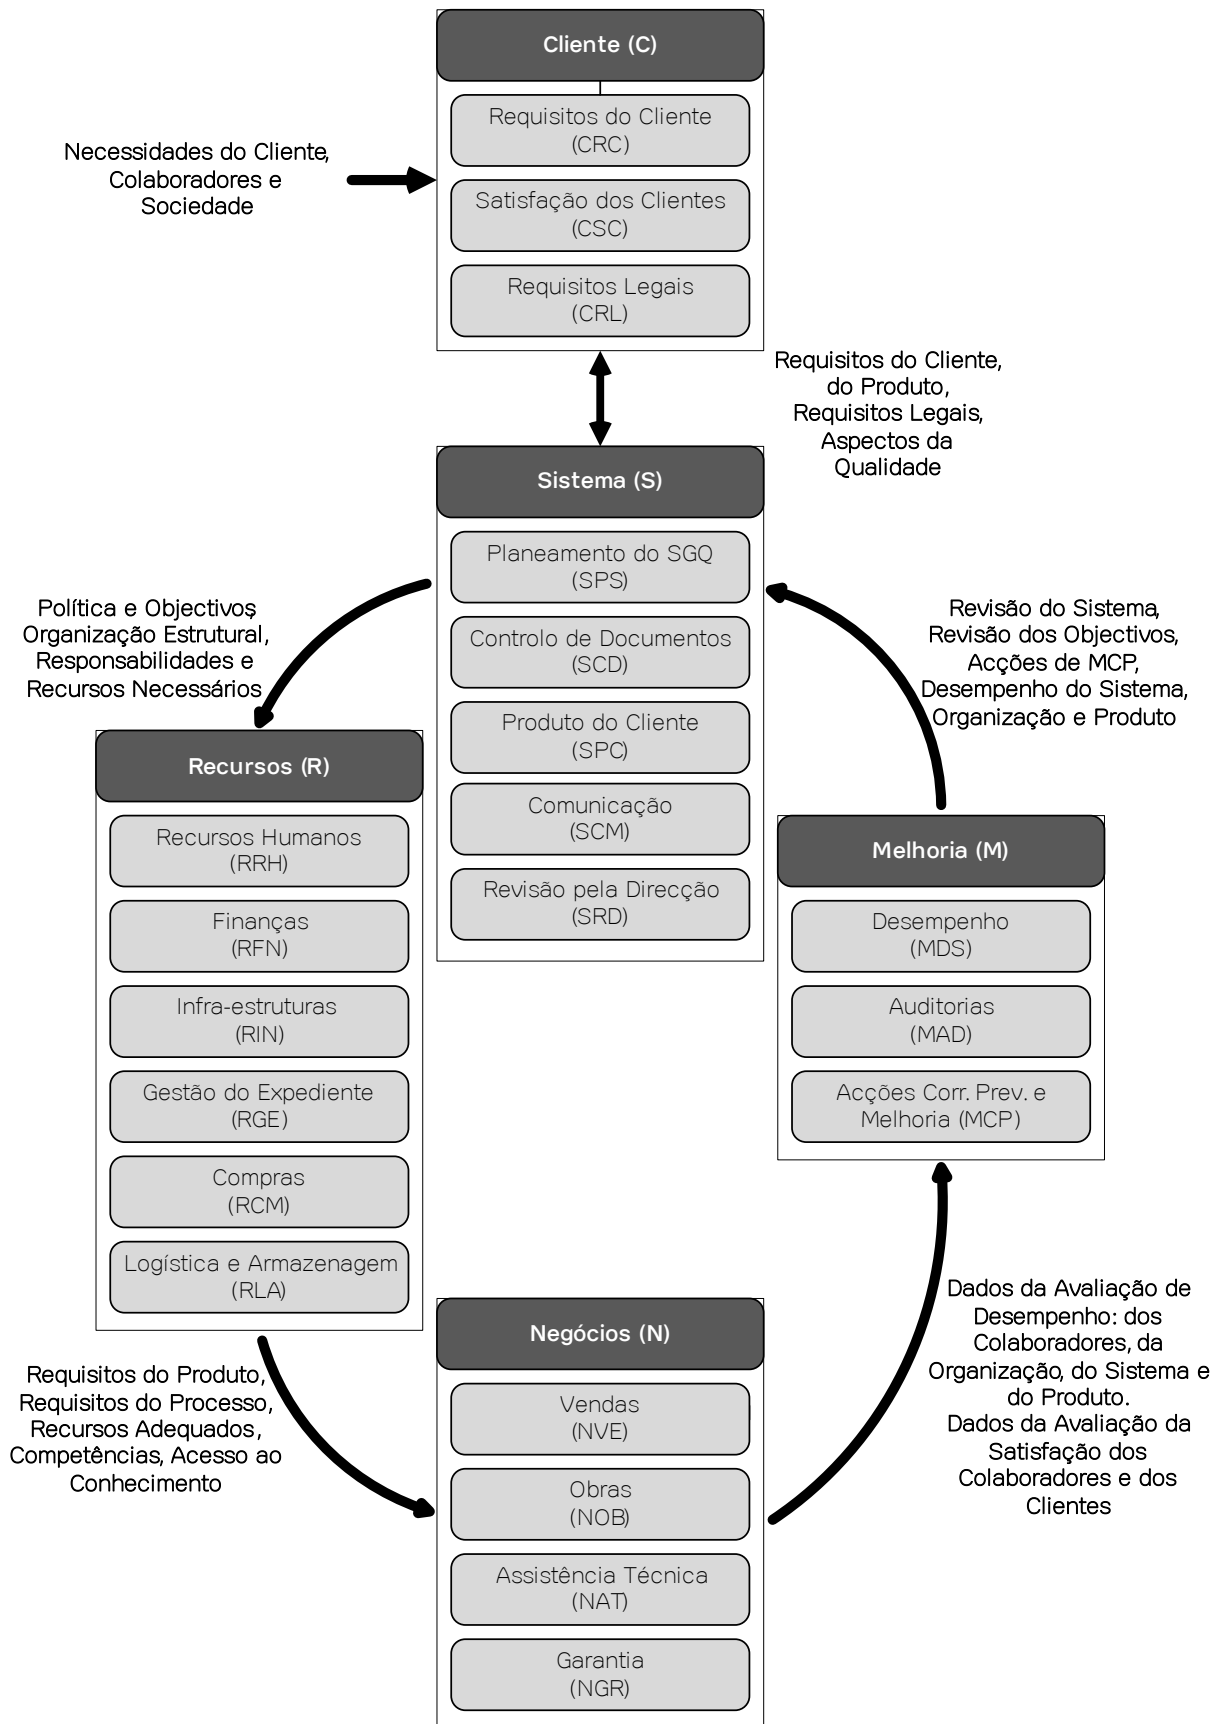 Cliente (C)
Requisitos do Cliente
(CRC)
Necessidades do Cliente,
Colaboradores e
Sociedade
Satisfação dos Clientes
(CSC)
Requisitos Legais
(CRL)
Requisitos do Cliente,
do Produto,
Requisitos Legais,
Aspectos da
Qualidade
Sistema (S)
Planeamento do SGQ
(SPS)
Controlo de Documentos
(SCD)
Produto do Cliente
(SPC)
Comunicação
(SCM)
Revisão pela Direcção
(SRD)
Política e Objectivos,
Organização Estrutural,
Responsabilidades e
Recursos Necessários
Revisão do Sistema,
Revisão dos Objectivos,
Acções de MCP,
Desempenho do Sistema,
Organização e Produto
Recursos (R)
Recursos Humanos
(RRH)
Finanças
(RFN)
Infra-estruturas
(RIN)
Gestão do Expediente
(RGE)
Compras
(RCM)
Logística e Armazenagem
(RLA)
Melhoria (M)
Desempenho
(MDS)
Auditorias
(MAD)
Acções Corr. Prev. e
Melhoria (MCP)
Requisitos do Produto,
Requisitos do Processo,
Recursos Adequados,
Competências, Acesso ao
Conhecimento
Negócios (N)
Vendas
(NVE)
Obras
(NOB)
Assistência Técnica
(NAT)
Garantia
(NGR)
Dados da Avaliação de
Desempenho: dos
Colaboradores, da
Organização, do Sistema e
do Produto.
Dados da Avaliação da
Satisfação dos
Colaboradores e dos
Clientes